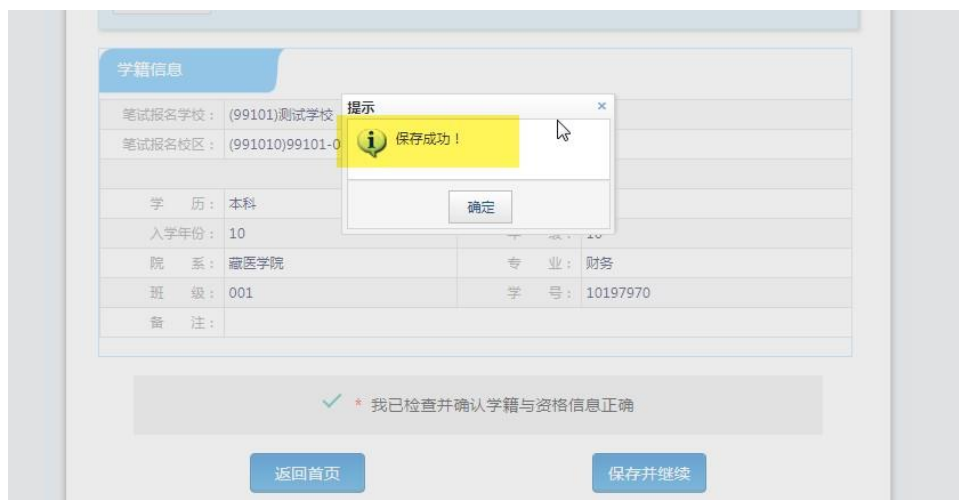 学籍信息
笔试报名学校： (99101)测试学校
笔试报名校区： (991010)99101-0
提示
×
保存成功！
确定
学 历： 本科
入学年份： 10 年 级： 10
院 系： 藏医学院 专 业： 财务
班 级： 001 学 号： 10197970
备 注：
* 我已检查并确认学籍与资格信息正确
返回首页 保存并继续